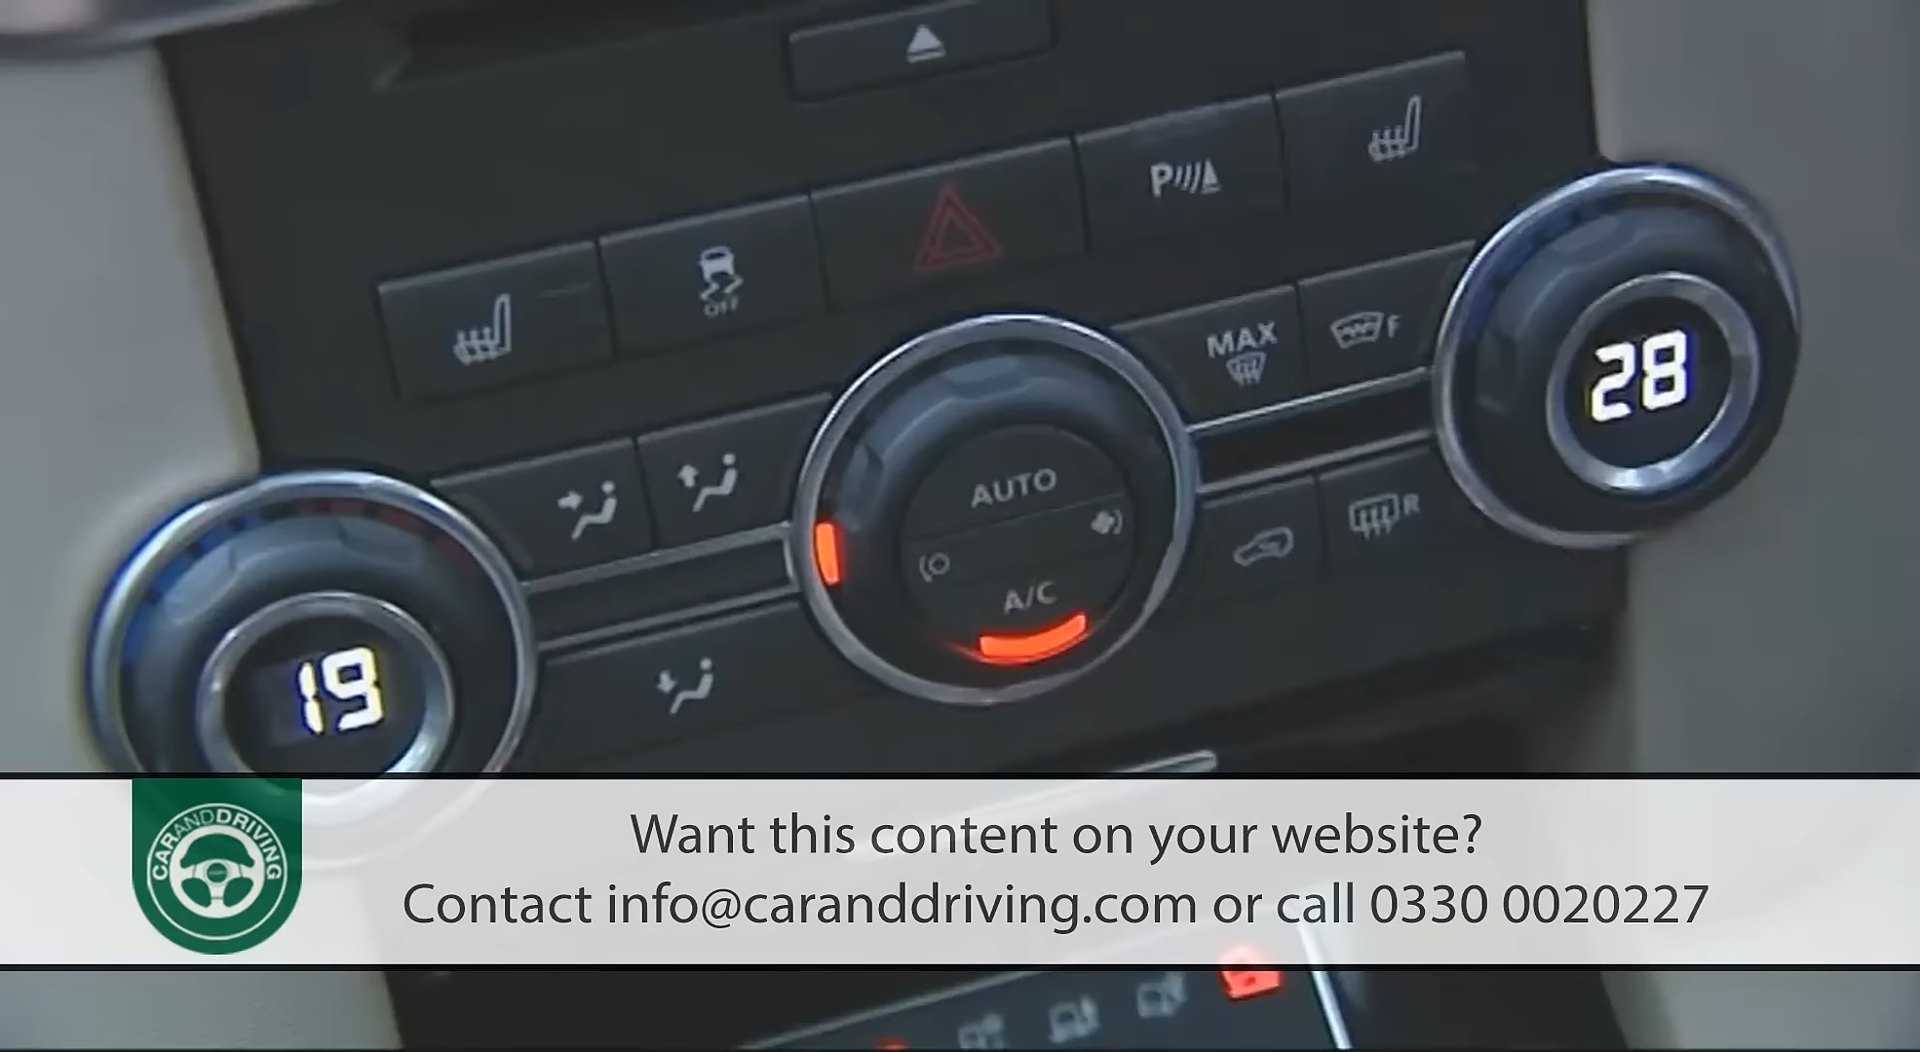 P
OFF
MAX
F
28
AUTO
R
A/C
19
CARANDDRIVING
Want this content on your website?
Contact info@caranddriving.com or call 0330 0020227